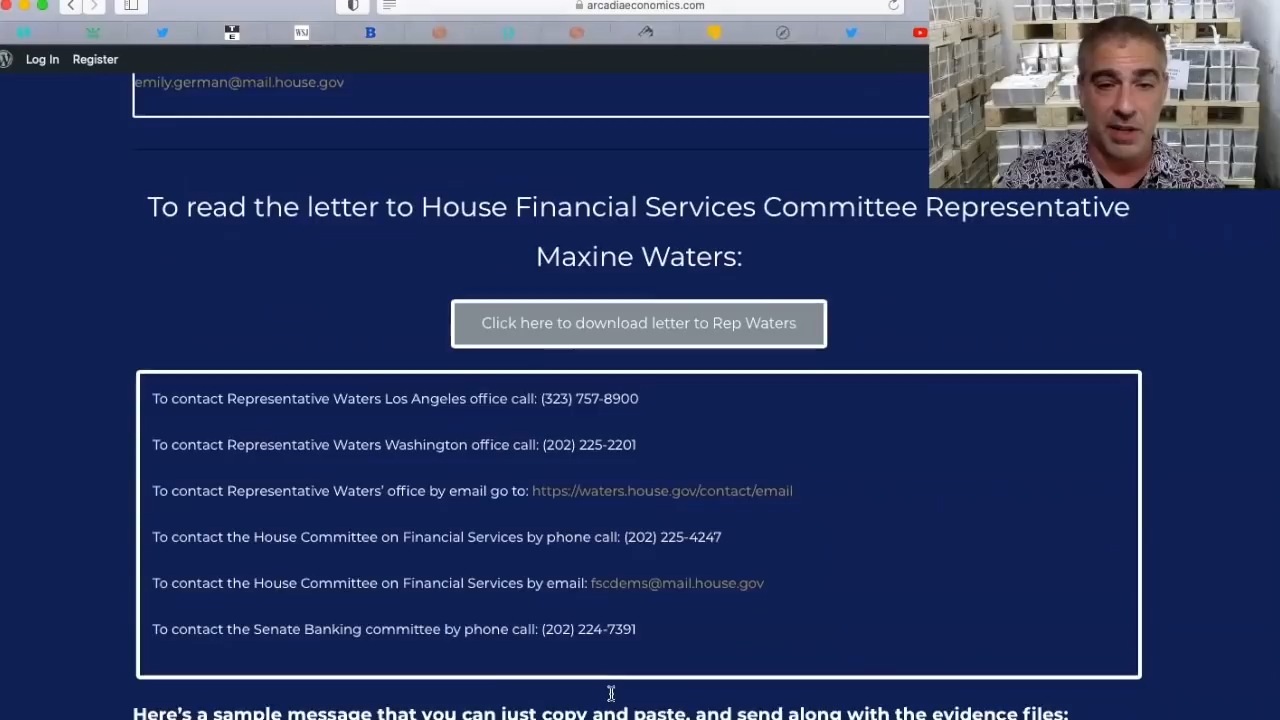 arcadiaeconomics.com
T
E
WSJ
B
Log In
Register
emily.german@mail.house.gov
To read the letter to House Financial Services Committee Representative
Maxine Waters:
Click here to download letter to Rep Waters
To contact Representative Waters Los Angeles office call: (323) 757-8900
To contact Representative Waters Washington office call: (202) 225-2201
To contact Representative Waters’ office by email go to: https://waters.house.gov/contact/email
To contact the House Committee on Financial Services by phone call: (202) 225-4247
To contact the House Committee on Financial Services by email: fscdems@mail.house.gov
To contact the Senate Banking committee by phone call: (202) 224-7391
Here’s a sample message that you can just copy and paste, and send along with the evidence files: